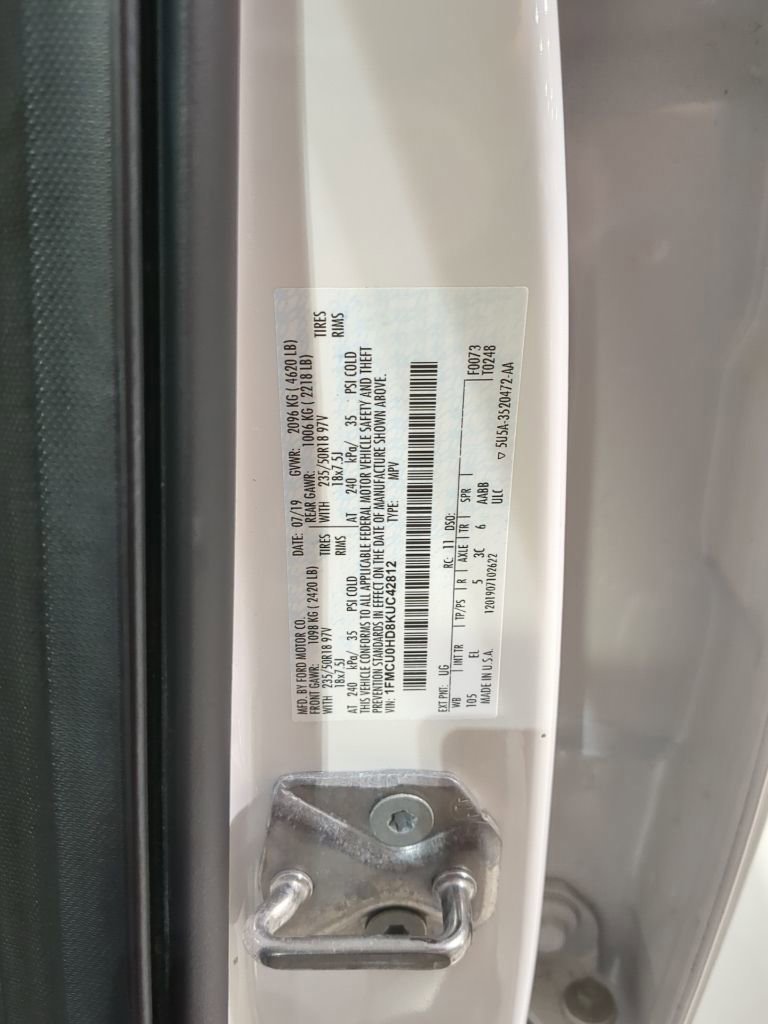 MFD. BY FORD MOTOR CO. DATE: 07/19 GVWR: 2096 KG ( 4620 LB)
FRONT GAWR: 1098 KG ( 2420 LB) REAR GAWR: 1006 KG ( 2218 LB)
WITH 235/50R18 97V TIRES WITH 235/50R18 97V TIRES
18x7.5J RIMS 18x7.5J RIMS
AT 240 kPa/ 35 PSI COLD AT 240 kPa/ 35 PSI COLD
THIS VEHICLE CONFORMS TO ALL APPLICABLE FEDERAL MOTOR VEHICLE SAFETY AND THEFT
PREVENTION STANDARDS IN EFFECT ON THE DATE OF MANUFACTURE SHOWN ABOVE.
VIN: 1FMCU0HD8KUC42812 TYPE: MPV
EXT PNT: UG RC: 11 DSO: F0073
WB | INT TR | TP/PS | R | AXLE | TR | SPR | T0248
105 EL 5 3C 6 AABB
ULC
MADE IN U.S.A. 1201907102622 ▽ 5U5A-3520472-AA